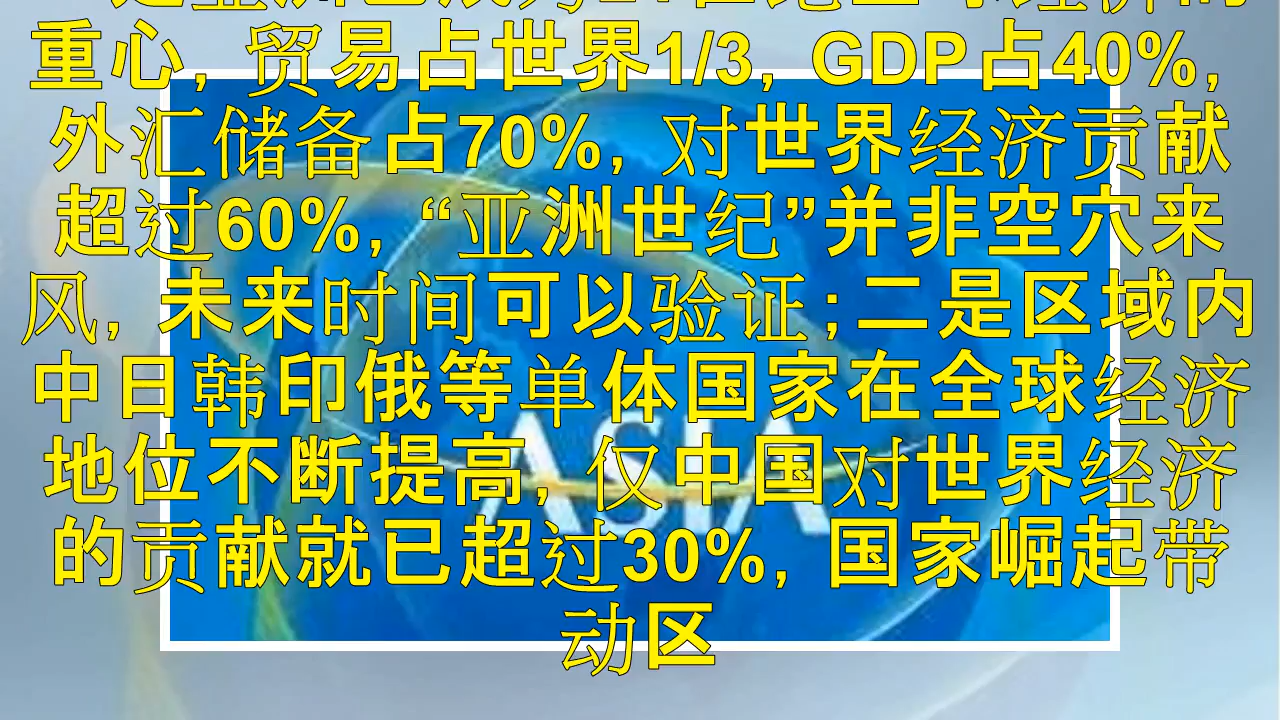 重心, 贸易占世界1/3, GDP占40%,
外汇储备占70%, 对世界经济贡献
超过60%, “亚洲世纪”并非空穴来
风, 未来时间可以验证;二是区域内
中日韩印俄等单体国家在全球经济
地位不断提高, 仅中国对世界经济
的贡献就已超过30%, 国家崛起带
动区
ASIA